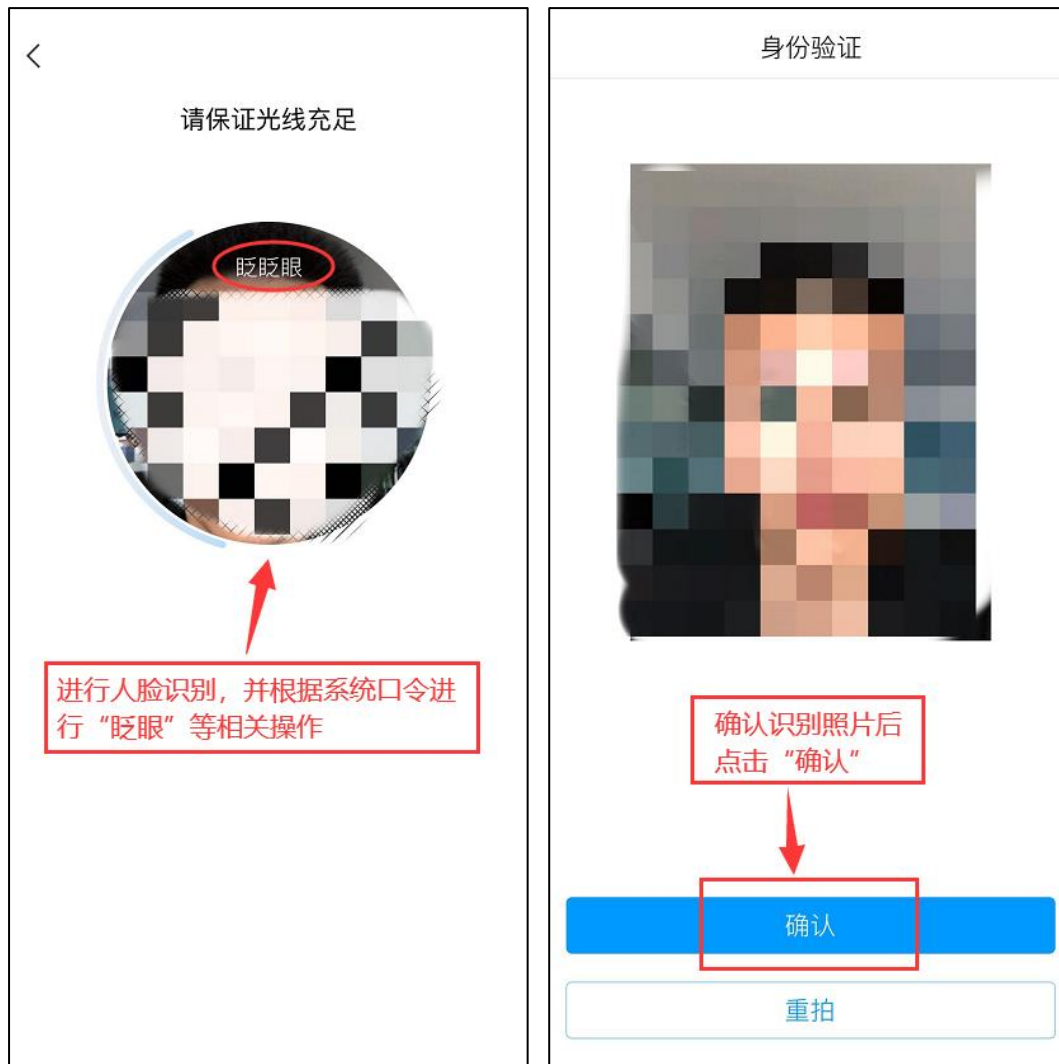 请保证光线充足
眨眨眼
进行人脸识别，并根据系统口令进
行“眨眼”等相关操作
身份验证
确认识别照片后
点击“确认”
确认
重拍